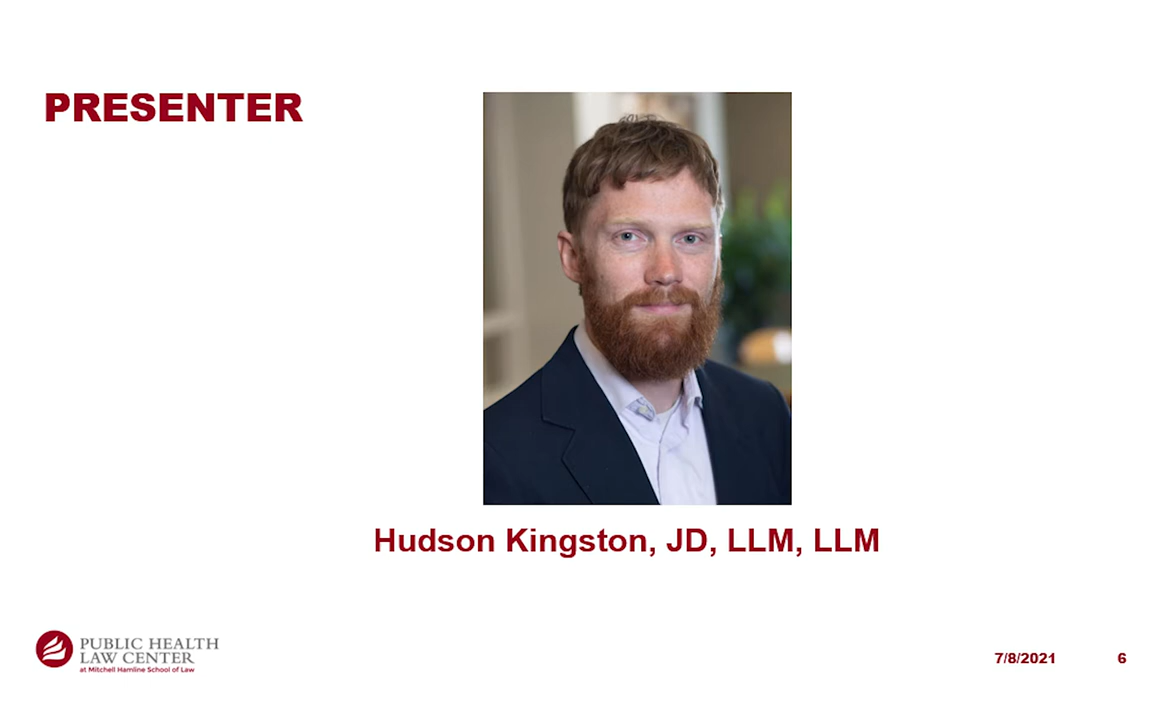 PRESENTER
Hudson Kingston, JD, LLM, LLM
PUBLIC HEALTH
LAW CENTER
at Mitchell Hamline School of Law
7/8/2021 6